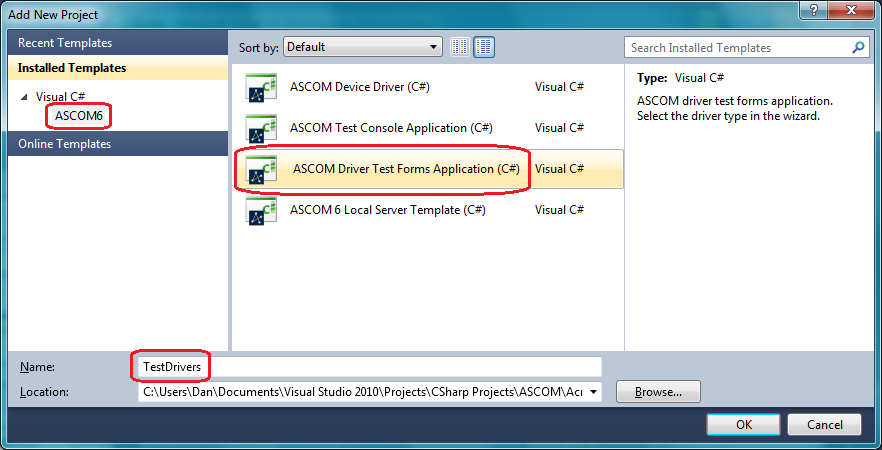 Add New Project
Recent Templates
Installed Templates
Visual C#
ASCOM6
Online Templates
Sort by: Default
Search Installed Templates
ASCOM Device Driver (C#) Visual C#
ASCOM Test Console Application (C#) Visual C#
ASCOM Driver Test Forms Application (C#) Visual C#
ASCOM 6 Local Server Template (C#) Visual C#
Type: Visual C#
ASCOM driver test forms application.
Select the driver type in the wizard.
Name: TestDrivers
Location: C:\Users\Dan\Documents\Visual Studio 2010\Projects\CSharp Projects\ASCOM\Acr
Browse...
OK
Cancel